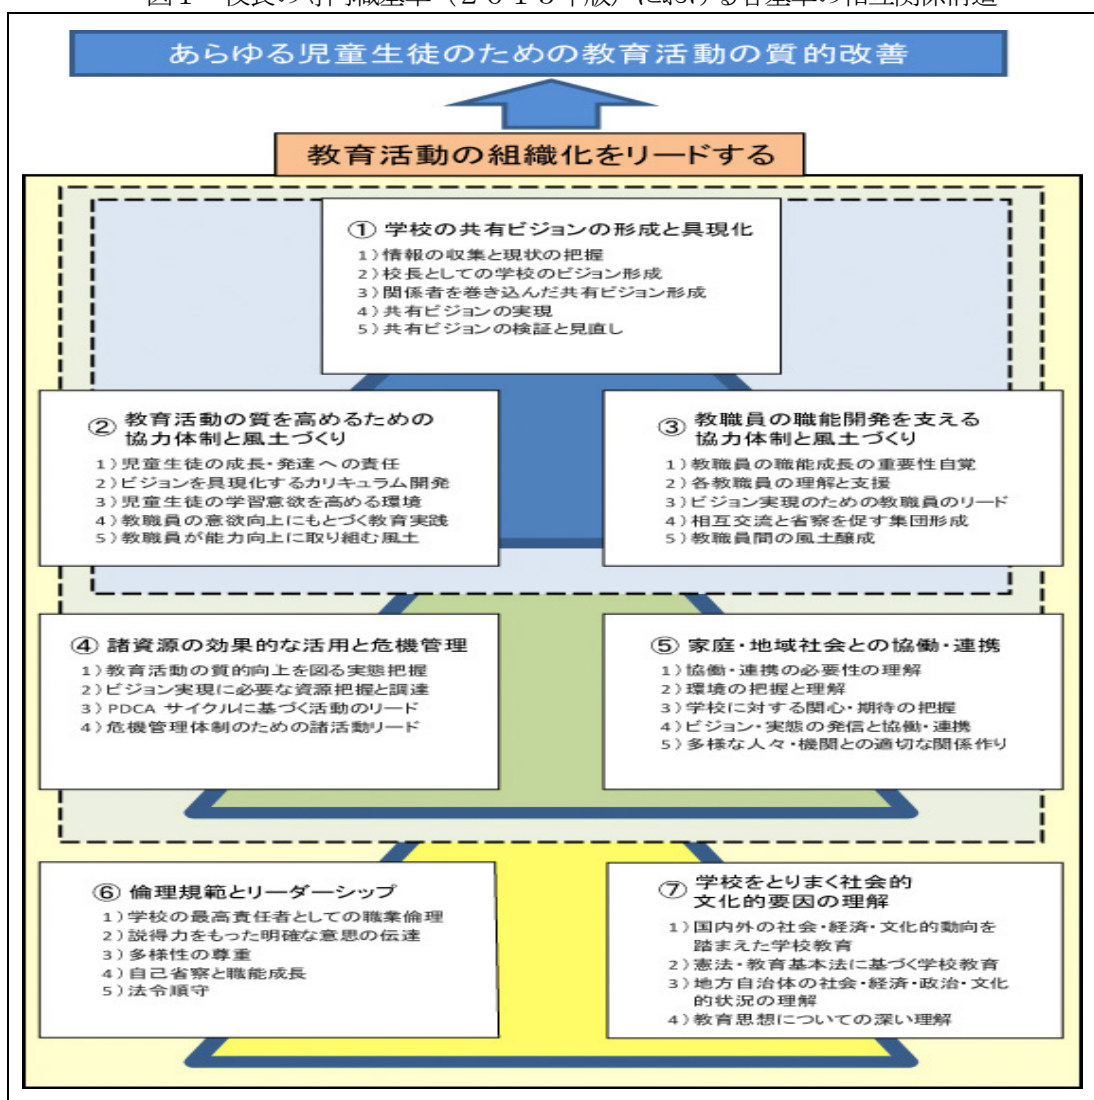 あらゆる児童生徒のための教育活動の質的改善
教育活動の組織化をリードする
① 学校の共有ビジョンの形成と具現化
1)情報の収集と現状の把握
2)校長としての学校のビジョン形成
3)関係者を巻き込んだ共有ビジョン形成
4)共有ビジョンの実現
5)共有ビジョンの検証と見直し
② 教育活動の質を高めるための
協力体制と風土づくり
1)児童生徒の成長・発達への責任
2)ビジョンを具現化するカリキュラム開発
3)児童生徒の学習意欲を高める環境
4)教職員の意欲向上にもとづく教育実践
5)教職員が能力向上に取り組む風土
③ 教職員の職能開発を支える
協力体制と風土づくり
1)教職員の職能成長の重要性自覚
2)各教職員の理解と支援
3)ビジョン実現のための教職員のリード
4)相互交流と省察を促す集団形成
5)教職員間の風土醸成
④ 諸資源の効果的な活用と危機管理
1)教育活動の質的向上を図る実態把握
2)ビジョン実現に必要な資源把握と調達
3)PDCA サイクルに基づく活動のリード
4)危機管理体制のための諸活動リード
⑤ 家庭・地域社会との協働・連携
1)協働・連携の必要性の理解
2)環境の把握と理解
3)学校に対する関心・期待の把握
4)ビジョン・実態の発信と協働・連携
5)多様な人々・機関との適切な関係作り
⑥ 倫理規範とリーダーシップ
1)学校の最高責任者としての職業倫理
2)説得力をもった明確な意思の伝達
3)多様性の尊重
4)自己省察と職能成長
5)法令順守
⑦ 学校をとりまく社会的
文化的要因の理解
1)国内外の社会・経済・文化的動向を
踏まえた学校教育
2)憲法・教育基本法に基づく学校教育
3)地方自治体の社会・経済・政治・文化
的状況の理解
4)教育思想についての深い理解